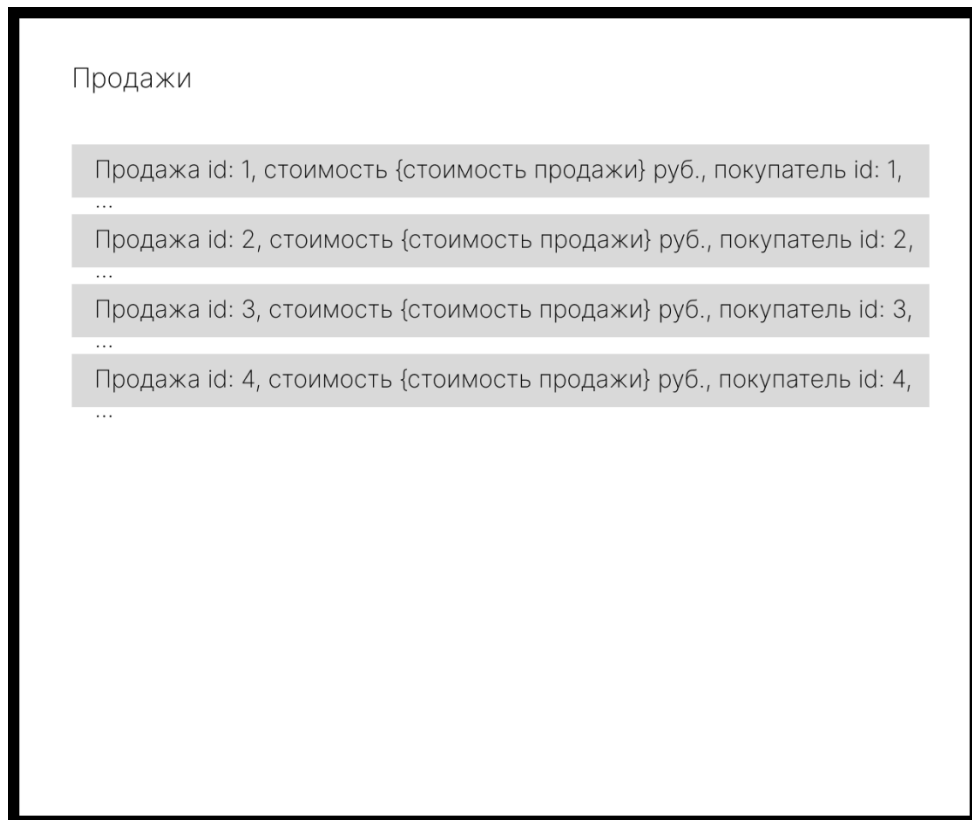 Продажи
Продажа id: 1, стоимость {стоимость продажи} руб., покупатель id: 1,
...
Продажа id: 2, стоимость {стоимость продажи} руб., покупатель id: 2,
...
Продажа id: 3, стоимость {стоимость продажи} руб., покупатель id: 3,
...
Продажа id: 4, стоимость {стоимость продажи} руб., покупатель id: 4,
...